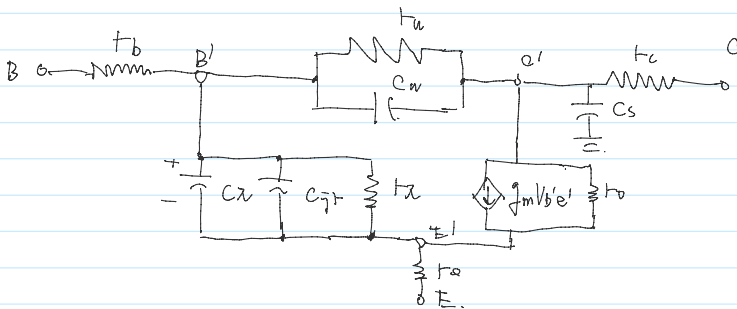 rμ
rb
B'
C'
rc
C
B
Cμ
Cs
+
-
Cπ
Cjr
rπ
gmVb'e'
ro
E'
re
E.